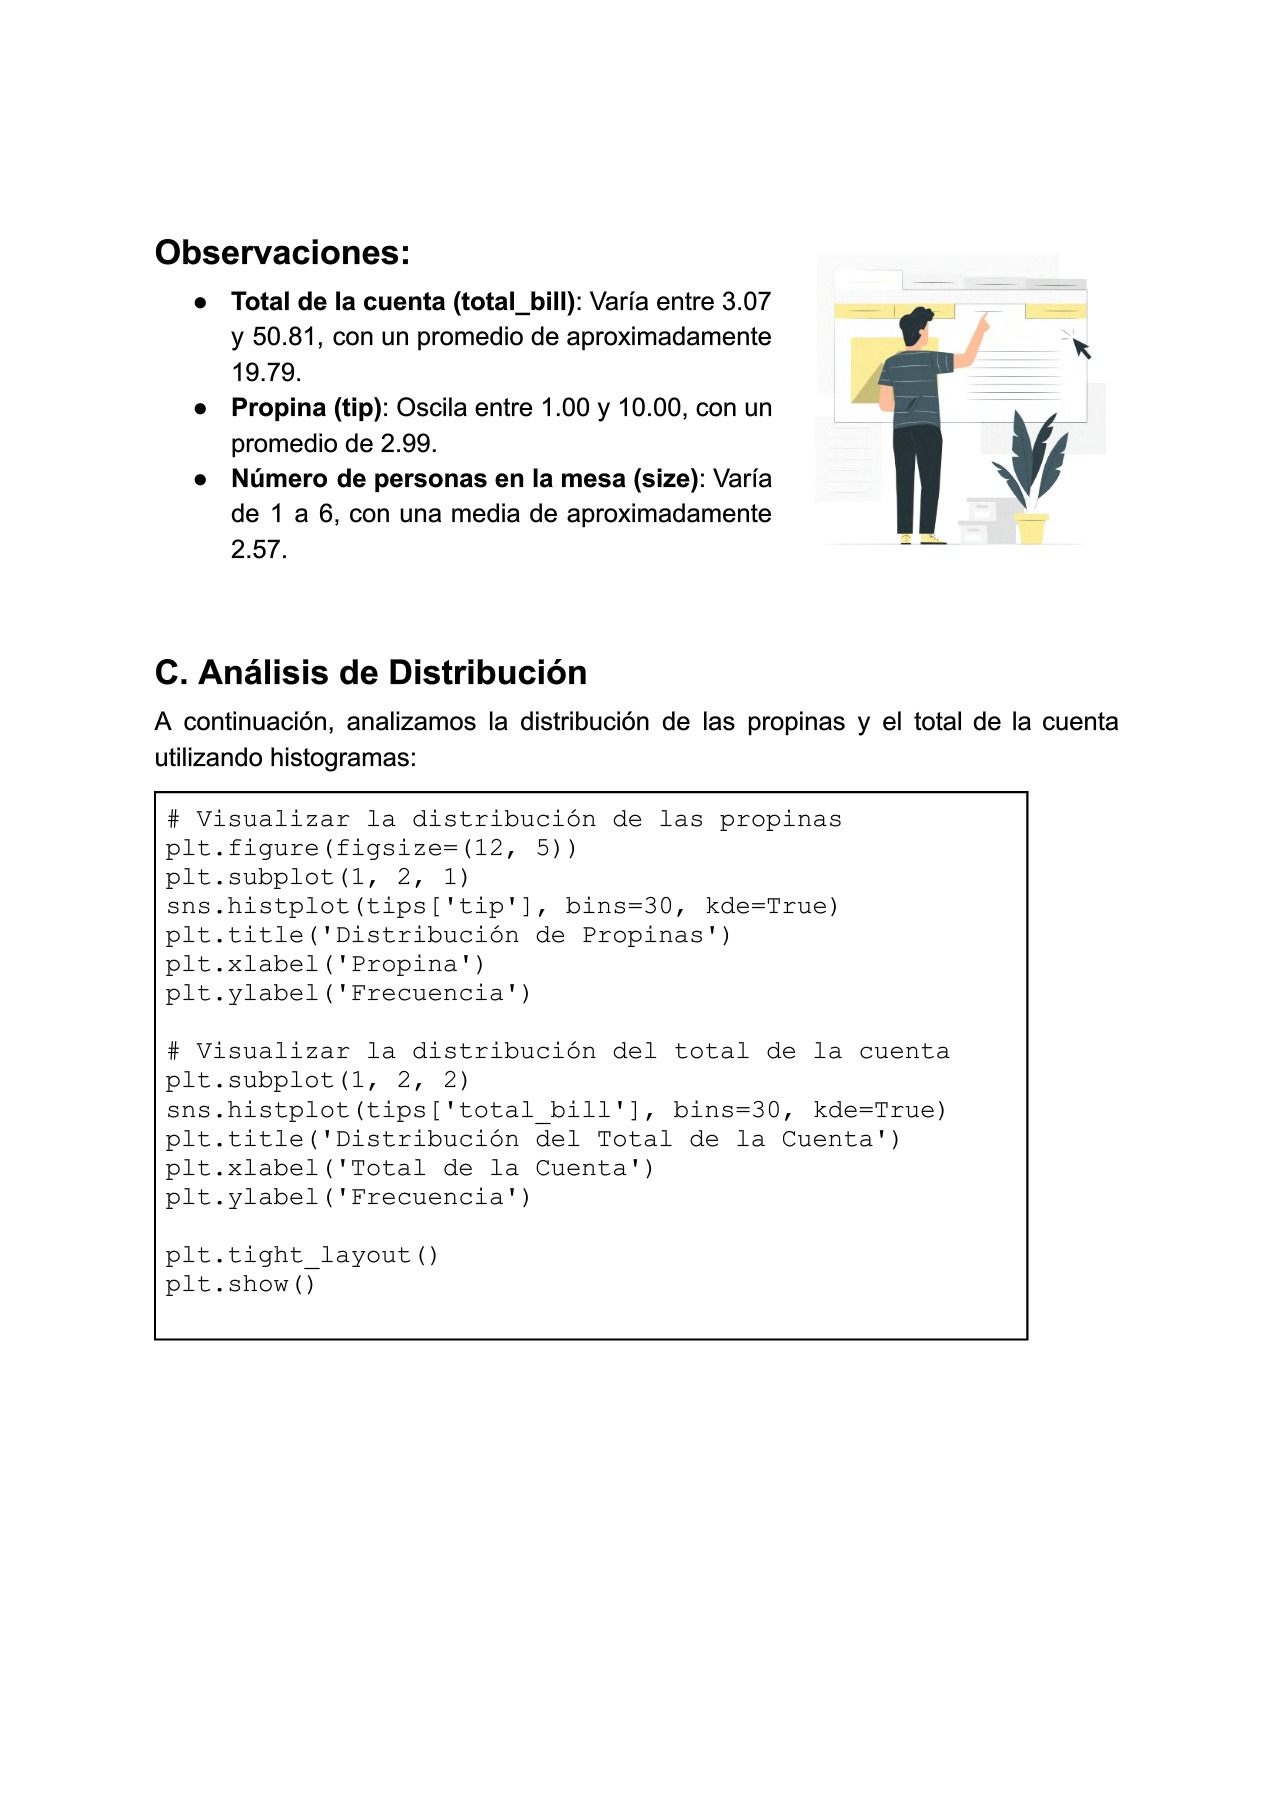 Observaciones:
● Total de la cuenta (total_bill): Varía entre 3.07
y 50.81, con un promedio de aproximadamente
19.79.
● Propina (tip): Oscila entre 1.00 y 10.00, con un
promedio de 2.99.
● Número de personas en la mesa (size): Varía
de 1 a 6, con una media de aproximadamente
2.57.
C. Análisis de Distribución
A continuación, analizamos la distribución de las propinas y el total de la cuenta
utilizando histogramas:
# Visualizar la distribución de las propinas
plt.figure(figsize=(12, 5))
plt.subplot(1, 2, 1)
sns.histplot(tips['tip'], bins=30, kde=True)
plt.title('Distribución de Propinas')
plt.xlabel('Propina')
plt.ylabel('Frecuencia')
# Visualizar la distribución del total de la cuenta
plt.subplot(1, 2, 2)
sns.histplot(tips['total_bill'], bins=30, kde=True)
plt.title('Distribución del Total de la Cuenta')
plt.xlabel('Total de la Cuenta')
plt.ylabel('Frecuencia')
plt.tight_layout()
plt.show()